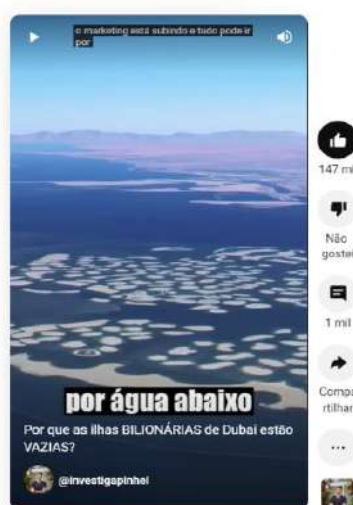 o marketing está subindo e tudo pode ir
por
por água abaixo
Por que as ilhas BILIONÁRIAS de Dubai estão
VAZIAS?
@investigapinhei
147 mi
Não
gostei
1 mil
Compa
rtilhar